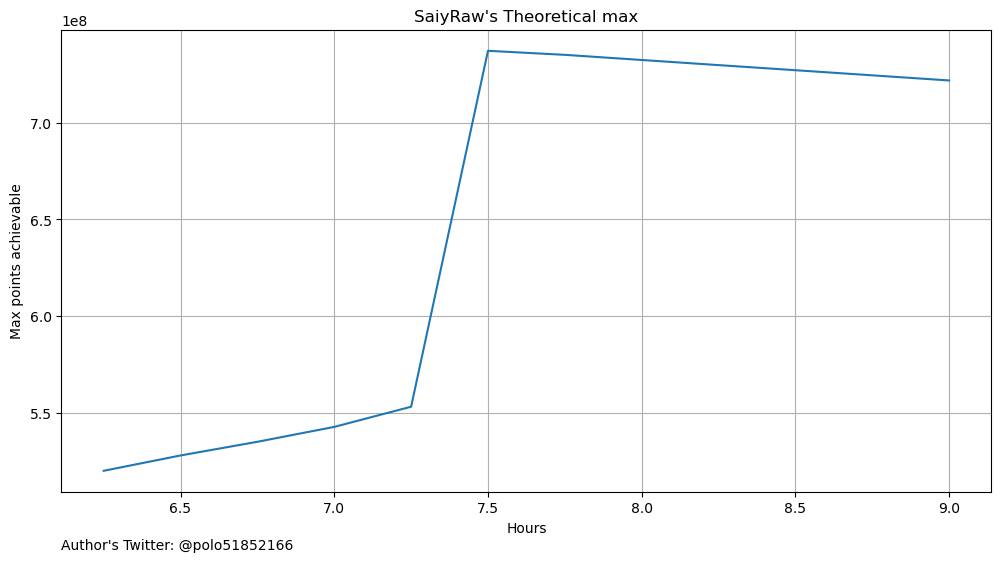 SaiyRaw's Theoretical max
1e8
7.0
6.5
6.0
5.5
Max points achievable
6.5 7.0 7.5 8.0 8.5 9.0
Hours
Author's Twitter: @polo51852166